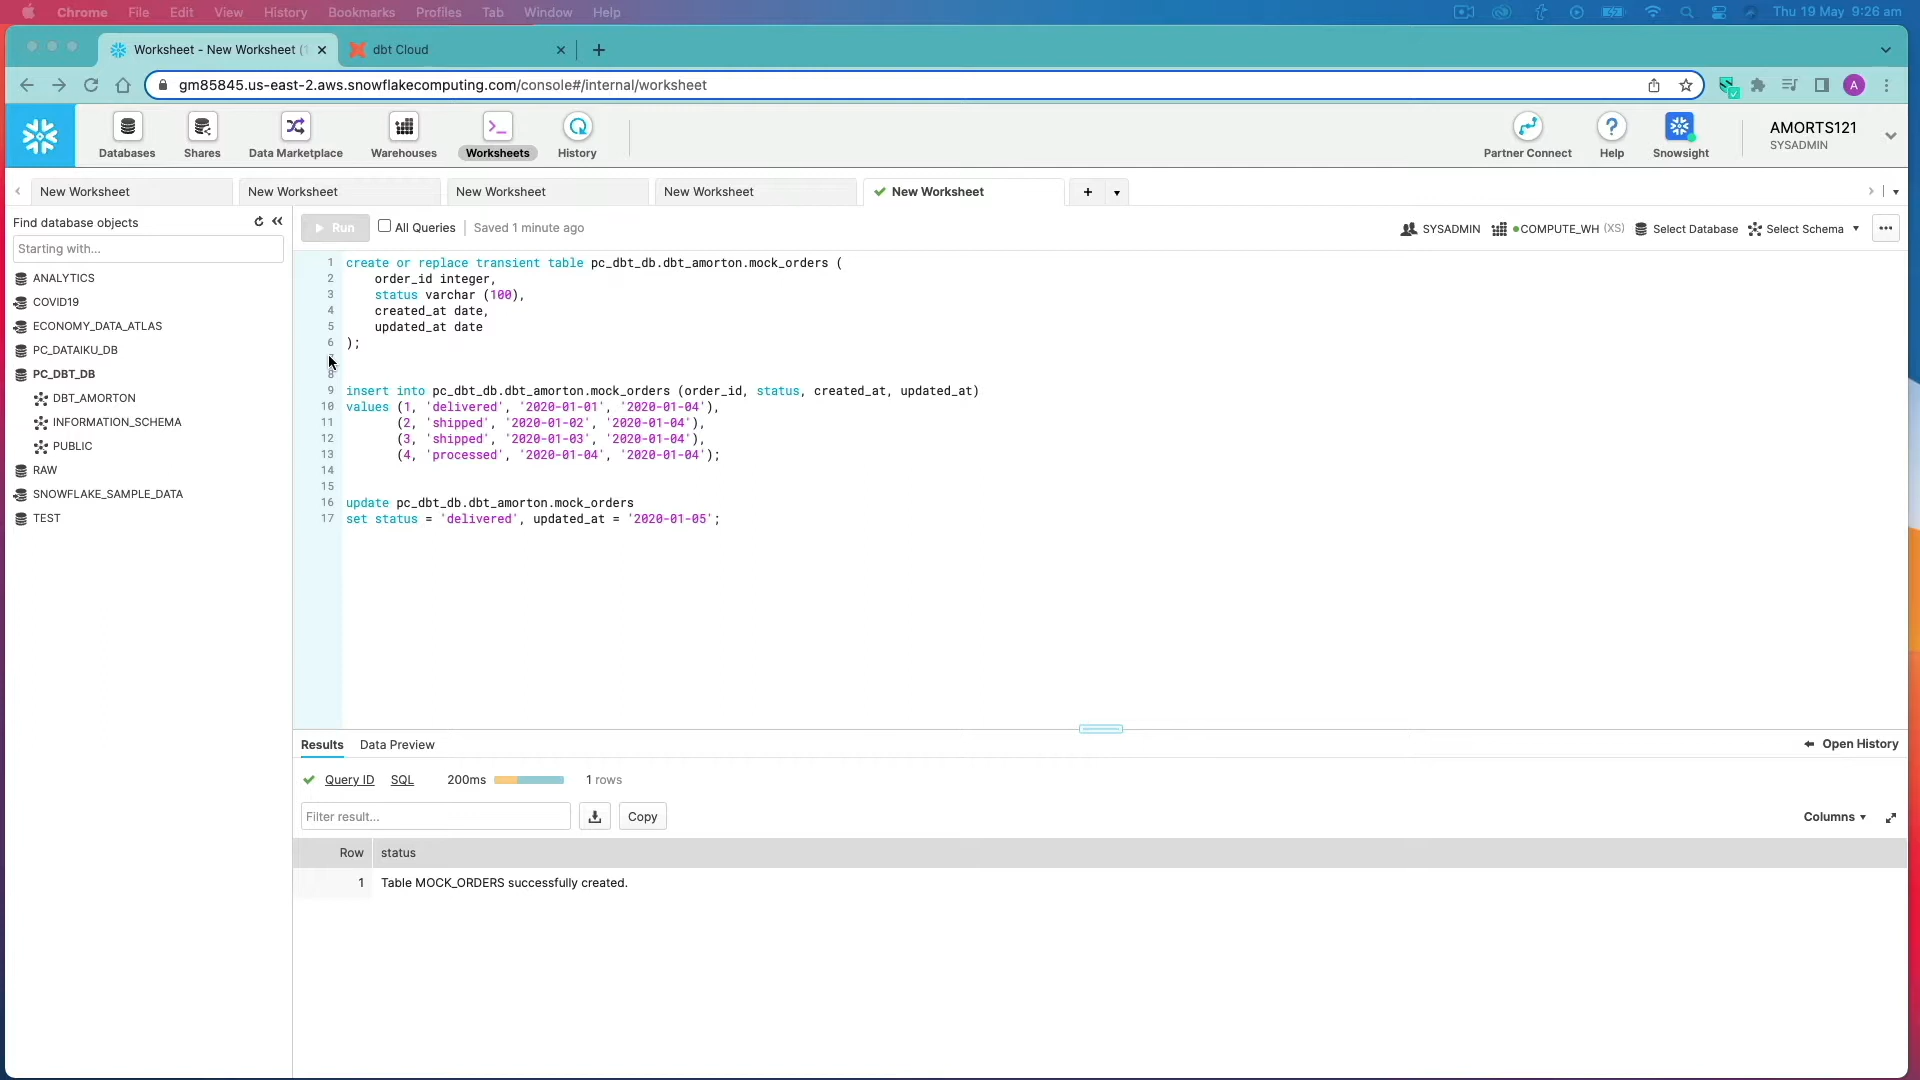 Chrome File Edit View History Bookmarks Profiles Tab Window Help Thu 19 May 9:26 am
Worksheet - New Worksheet (1 dbt Cloud
gm85845.us-east-2.aws.snowflakecomputing.com/console#/internal/worksheet A
Databases Shares Data Marketplace Warehouses Worksheets History Partner Connect Help Snowsight AMORTS121
SYSADMIN
New Worksheet New Worksheet New Worksheet New Worksheet New Worksheet
Find database objects
Starting with...
ANALYTICS
COVID19
ECONOMY_DATA_ATLAS
PC_DATAIKU_DB
PC_DBT_DB
DBT_AMORTON
INFORMATION_SCHEMA
PUBLIC
RAW
SNOWFLAKE_SAMPLE_DATA
TEST
Run All Queries Saved 1 minute ago SYSADMIN COMPUTE_WH (XS) Select Database Select Schema
1 create or replace transient table pc_dbt_db.dbt_amorton.mock_orders (
2 order_id integer,
3 status varchar (100),
4 created_at date,
5 updated_at date
6 );
8
9 insert into pc_dbt_db.dbt_amorton.mock_orders (order_id, status, created_at, updated_at)
10 values (1, 'delivered', '2020-01-01', '2020-01-04'),
11 (2, 'shipped', '2020-01-02', '2020-01-04'),
12 (3, 'shipped', '2020-01-03', '2020-01-04'),
13 (4, 'processed', '2020-01-04', '2020-01-04');
14
15
16 update pc_dbt_db.dbt_amorton.mock_orders
17 set status = 'delivered', updated_at = '2020-01-05';
Results Data Preview Open History
Query ID SQL 200ms 1 rows
Filter result... Copy Columns
Row status
1 Table MOCK_ORDERS successfully created.